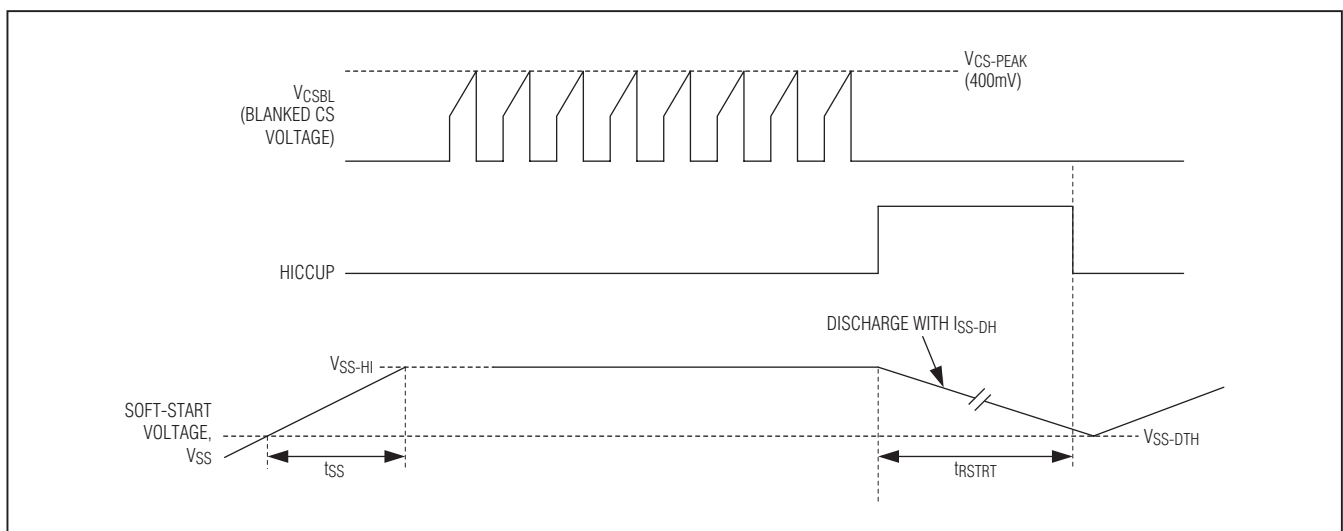 VCS-PEAK
(400mV)
VCSBL
(BLANKED CS
VOLTAGE)
HICCUP
DISCHARGE WITH ISS-DH
VSS-HI
SOFT-START
VOLTAGE,
VSS
VSS-DTH
tSS
tRSTRT